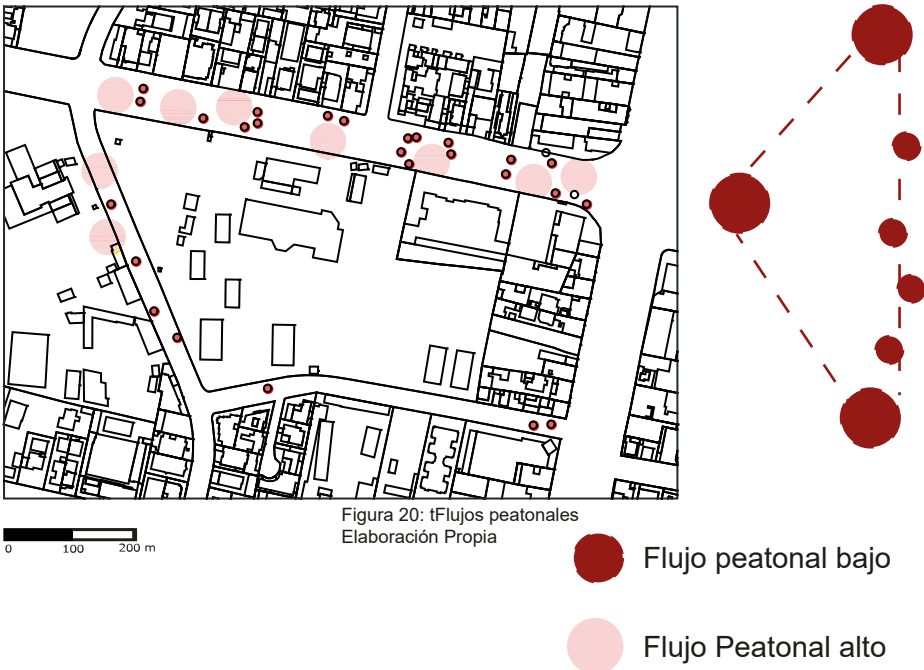 Figura 20: tFlujos peatonales
Elaboración Propia
0 100 200 m
Flujo peatonal bajo
Flujo Peatonal alto